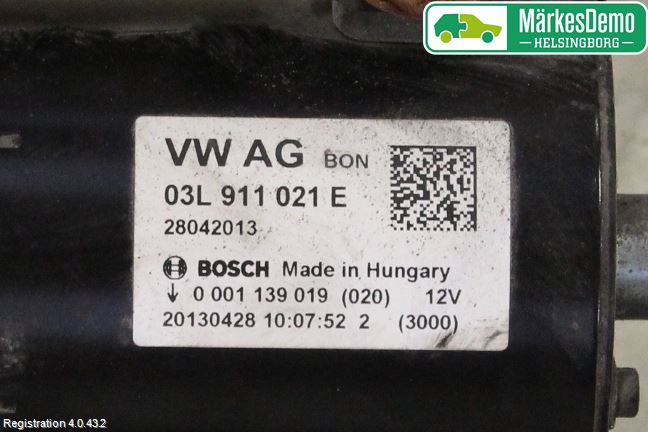 MärkesDemo
HELSINGBORG
VW AG BON
03L 911 021 E
28042013
BOSCH Made in Hungary
0 001 139 019 (020) 12V
20130428 10:07:52 2 (3000)
Registration 4.0.43.2